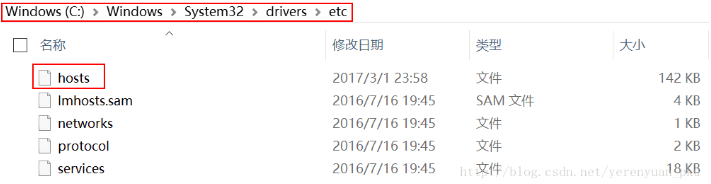 Windows (C:) > Windows > System32 > drivers > etc
名称 修改日期 类型 大小
hosts 2017/3/1 23:58 文件 142 KB
lmhosts.sam 2016/7/16 19:45 SAM 文件 4 KB
networks 2016/7/16 19:45 文件 1 KB
protocol 2016/7/16 19:45 文件 2 KB
services 2016/7/16 19:45 文件 18 KB
http://blog.csdn.net/yerenyuan_pku